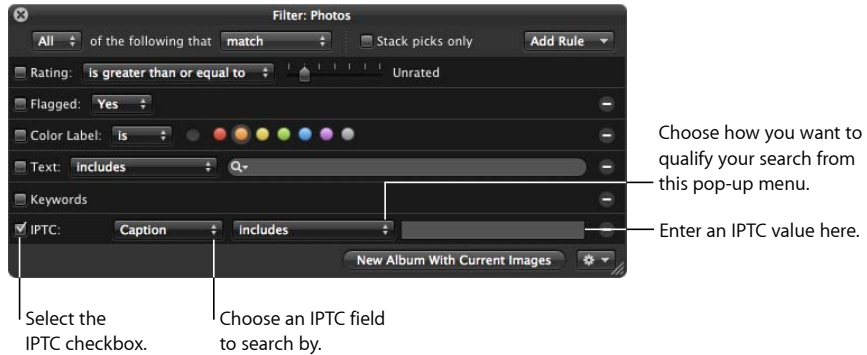 Filter: Photos
All of the following that match Stack picks only Add Rule
Rating: is greater than or equal to Unrated
Flagged: Yes
Color Label: is
Text: includes
Keywords
IPTC: Caption includes
New Album With Current Images
Choose how you want to
qualify your search from
this pop-up menu.
Enter an IPTC value here.
Select the
IPTC checkbox.
Choose an IPTC field
to search by.